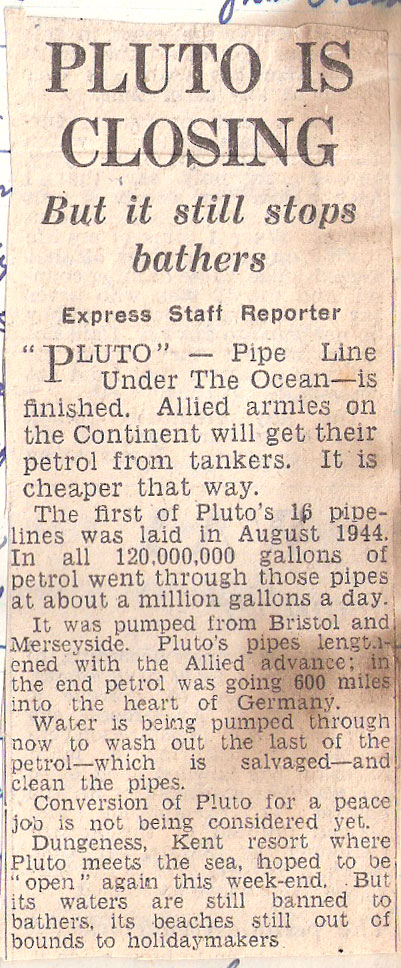 PLUTO IS
CLOSING
But it still stops
bathers
Express Staff Reporter
"PLUTO" — Pipe Line
Under The Ocean—is
finished. Allied armies on
the Continent will get their
petrol from tankers. It is
cheaper that way.
The first of Pluto's 16 pipe-
lines was laid in August 1944.
In all 120,000,000 gallons of
petrol went through those pipes
at about a million gallons a day.
It was pumped from Bristol and
Merseyside. Pluto's pipes length-
ened with the Allied advance; in
the end petrol was going 600 miles
into the heart of Germany.
Water is being pumped through
now to wash out the last of the
petrol—which is salvaged—and
clean the pipes.
Conversion of Pluto for a peace
job is not being considered yet.
Dungeness, Kent resort where
Pluto meets the sea, hoped to be
"open" again this week-end. But
its waters are still banned to
bathers, its beaches still out of
bounds to holidaymakers